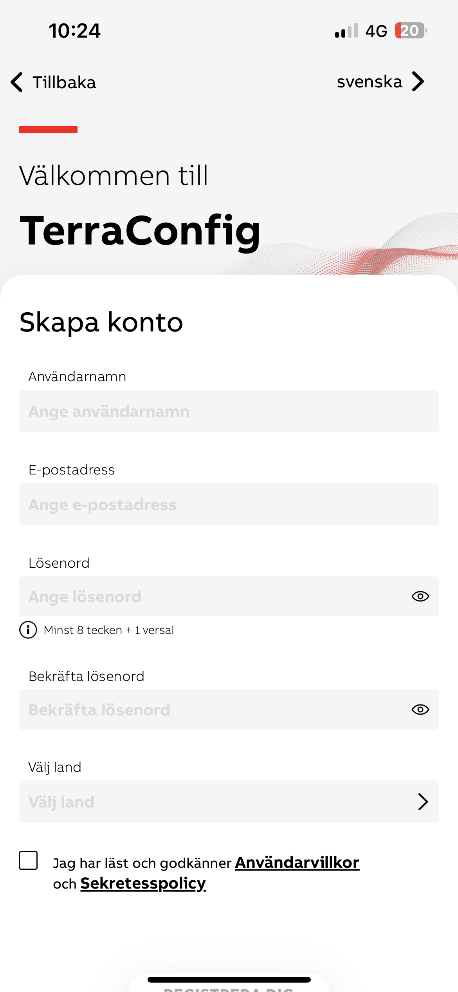 10:24
4G 20
Tillbaka
svenska
Välkommen till
TerraConfig
Skapa konto
Användarnamn
Ange användarnamn
E-postadress
Ange e-postadress
Lösenord
Ange lösenord
Minst 8 tecken + 1 versal
Bekräfta lösenord
Bekräfta lösenord
Välj land
Välj land
Jag har läst och godkänner Användarvillkor
och Sekretesspolicy
REGISTRERA DIG